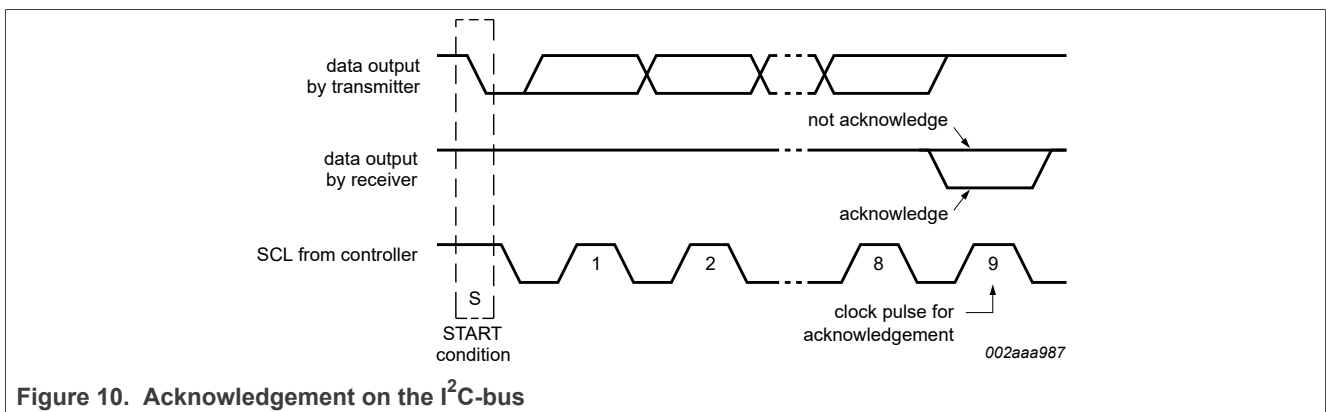 data output
by transmitter
not acknowledge
data output
by receiver
acknowledge
SCL from controller
1
2
8
9
S
START
condition
clock pulse for
acknowledgement
002aaa987
Figure 10. Acknowledgement on the I²C-bus